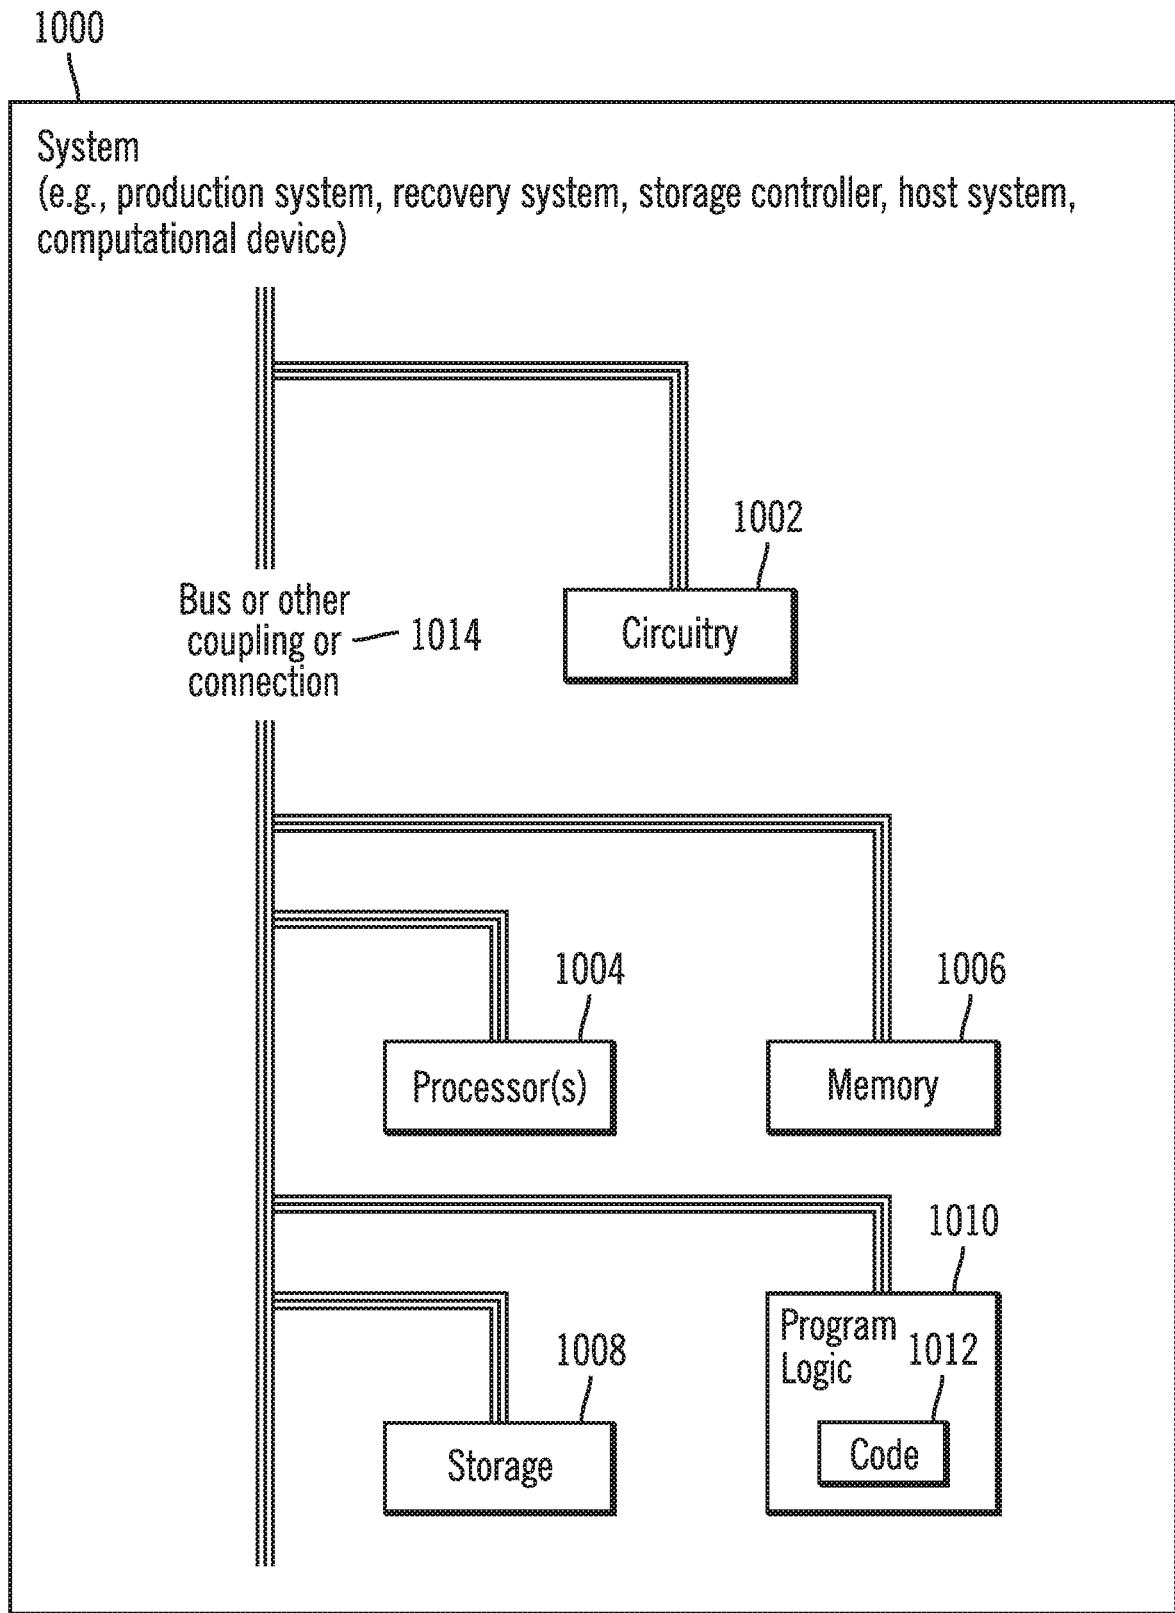 1000
System
(e.g., production system, recovery system, storage controller, host system,
computational device)
1002
Circuitry
Bus or other
coupling or
connection
1014
1004
Processor(s)
1006
Memory
1008
Storage
1010
Program
Logic
1012
Code